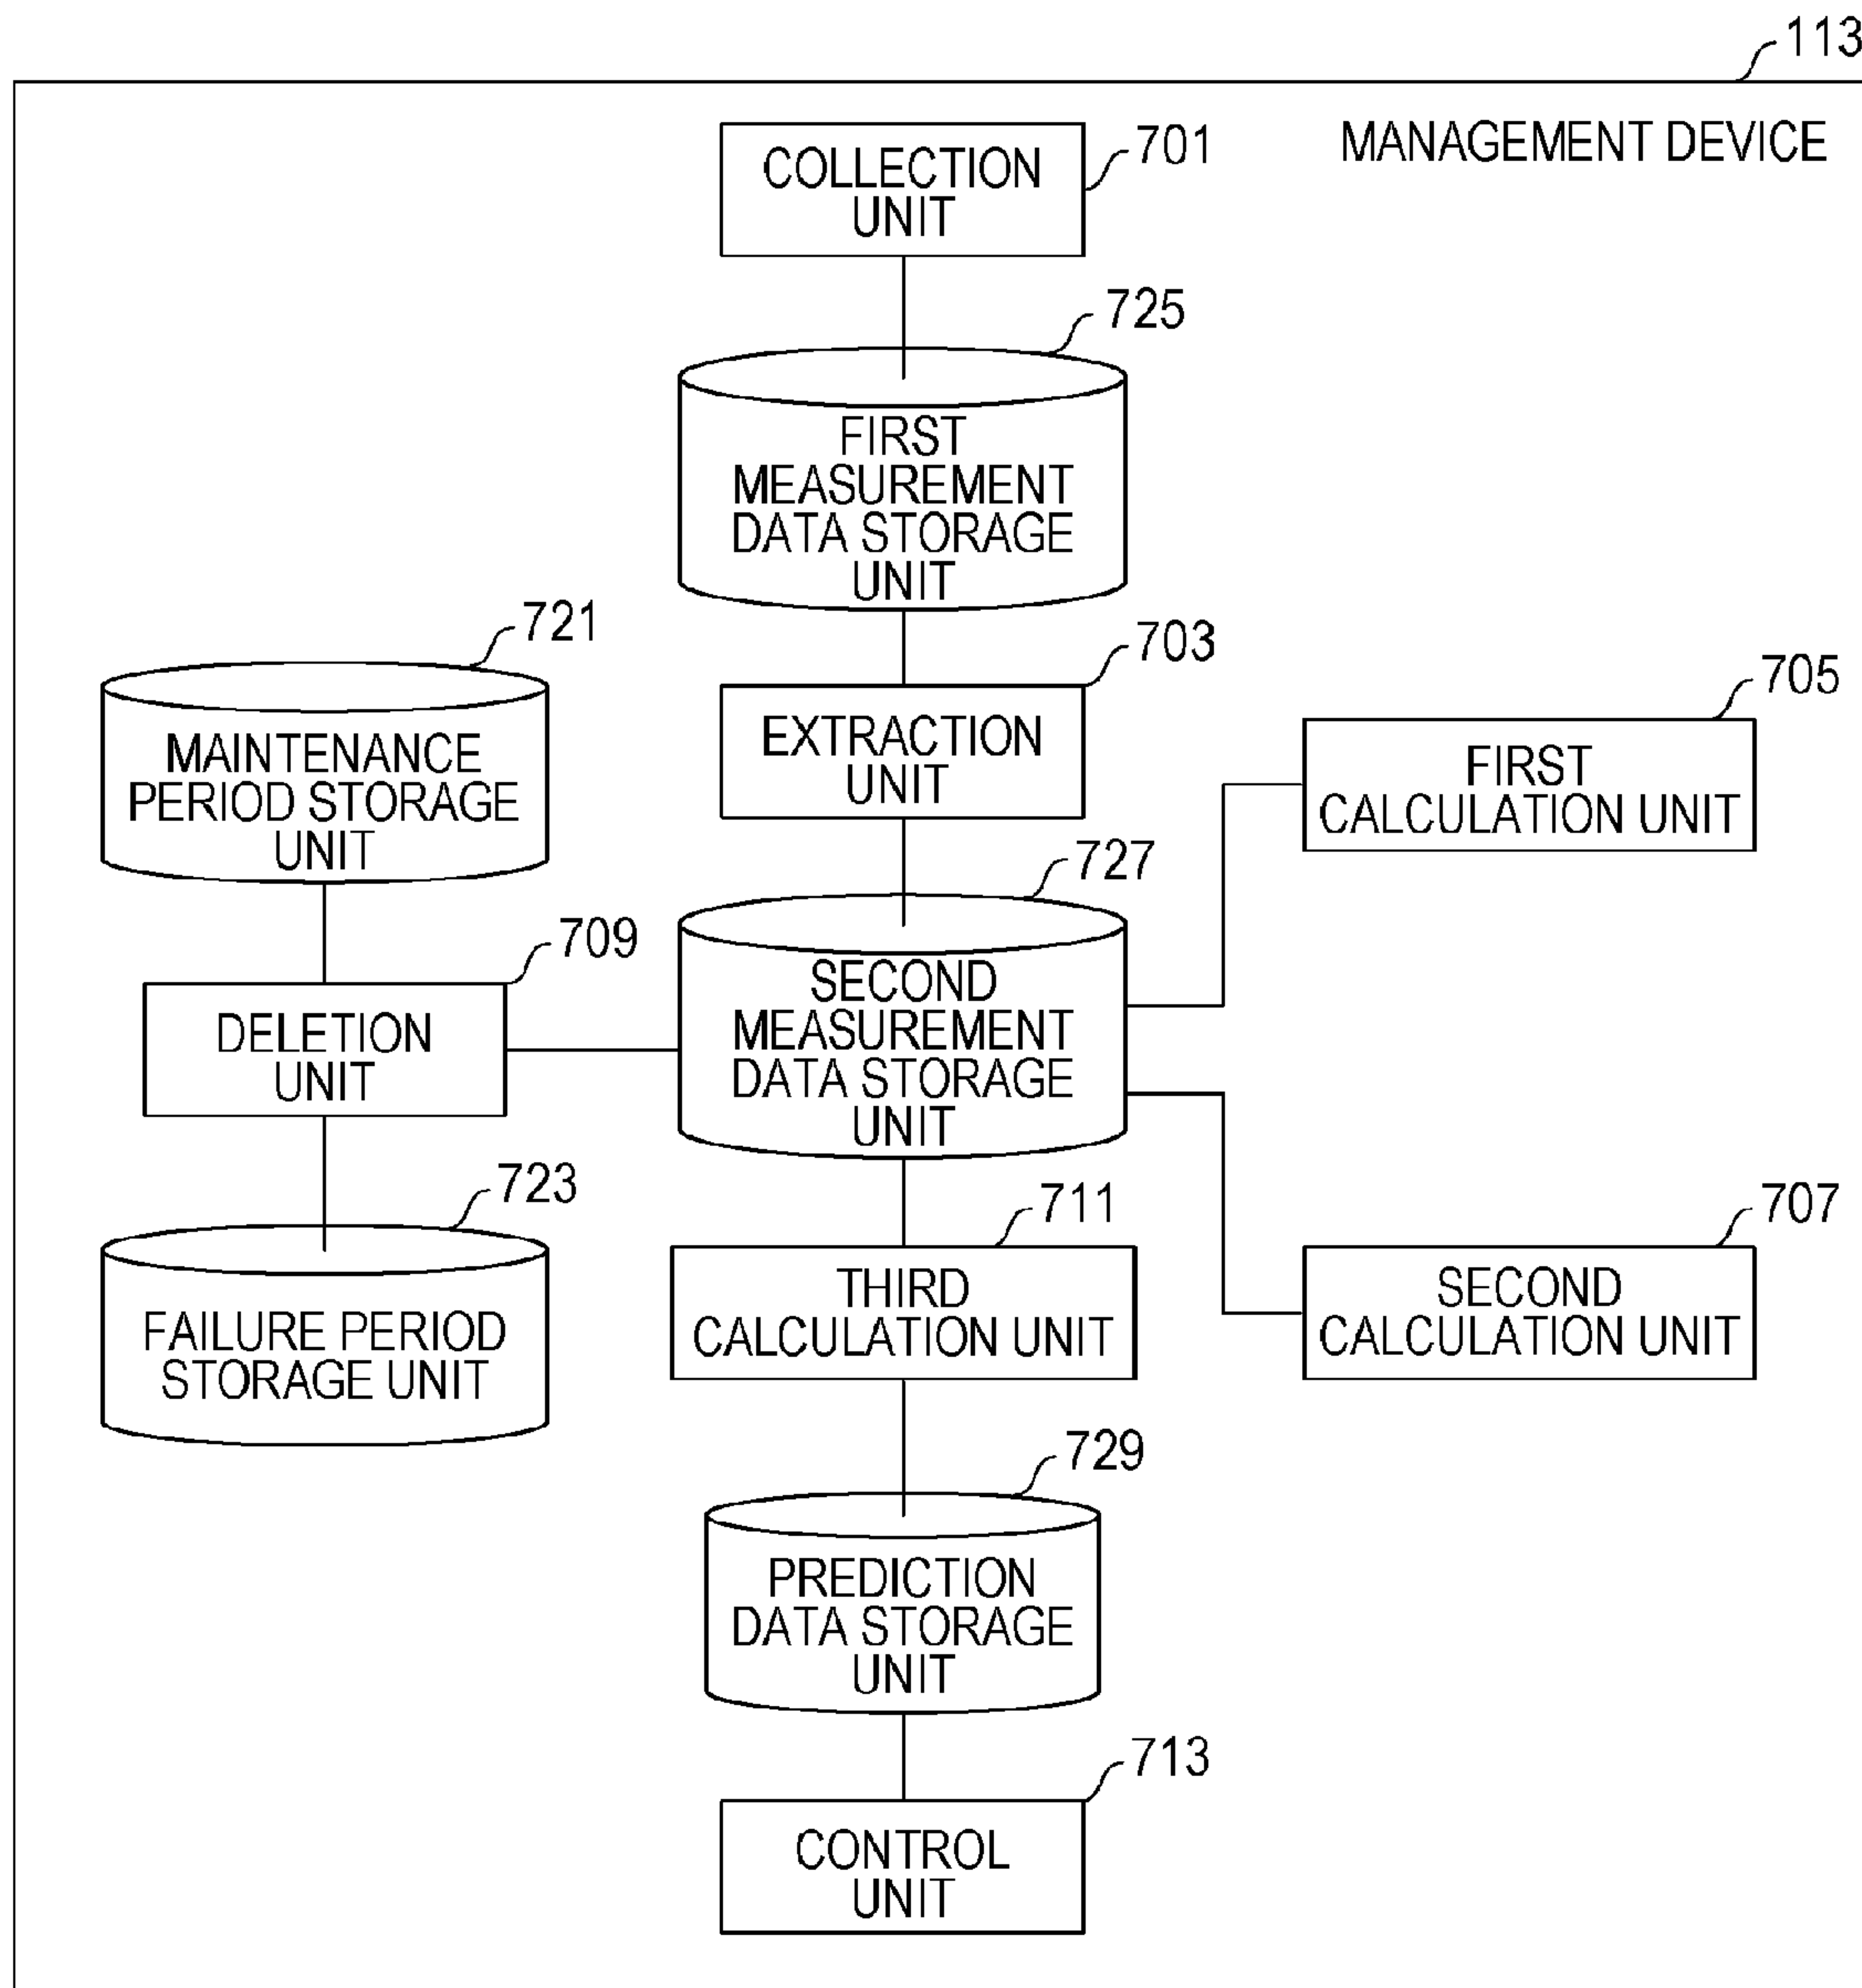 113
MANAGEMENT DEVICE
701
COLLECTION
UNIT
725
FIRST
MEASUREMENT
DATA STORAGE
UNIT
721
MAINTENANCE
PERIOD STORAGE
UNIT
703
EXTRACTION
UNIT
705
FIRST
CALCULATION UNIT
727
SECOND
MEASUREMENT
DATA STORAGE
UNIT
709
DELETION
UNIT
723
FAILURE PERIOD
STORAGE UNIT
711
THIRD
CALCULATION UNIT
707
SECOND
CALCULATION UNIT
729
PREDICTION
DATA STORAGE
UNIT
713
CONTROL
UNIT